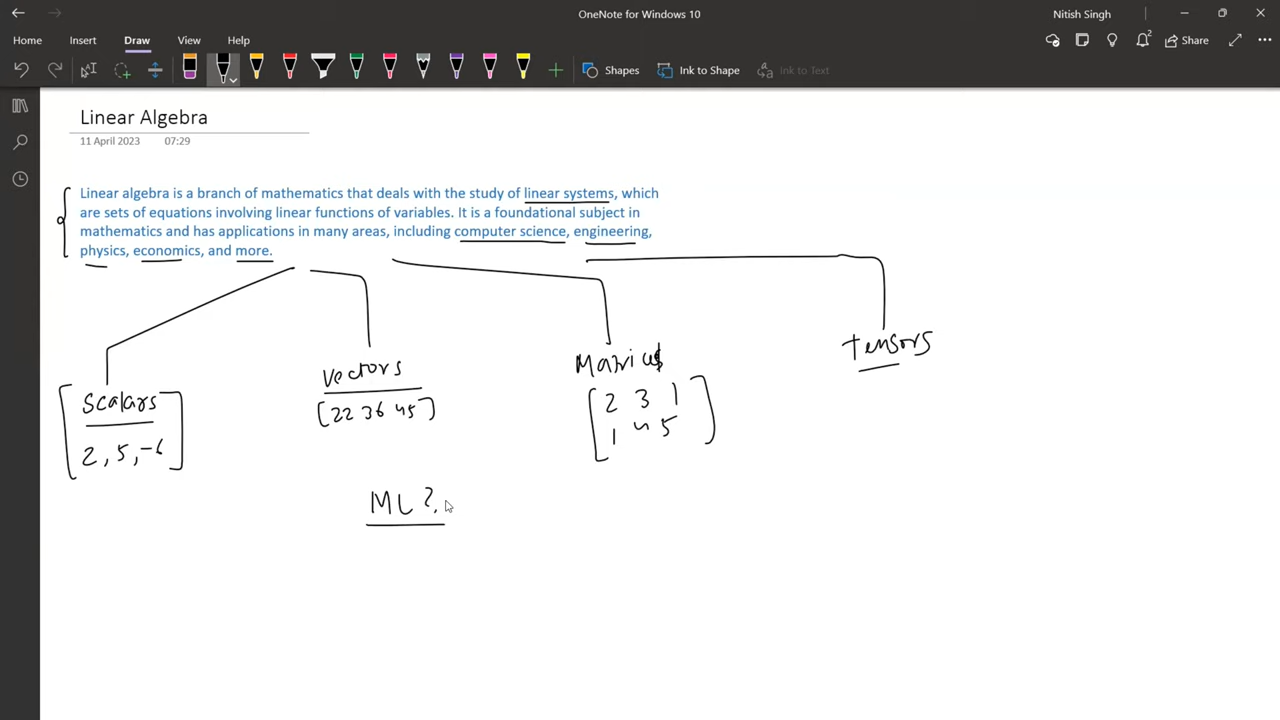 OneNote for Windows 10
Nitish Singh
Home Insert Draw View Help
2
Share
Shapes
Ink to Shape
Ink to Text
Linear Algebra
11 April 2023 07:29
Linear algebra is a branch of mathematics that deals with the study of linear systems, which
are sets of equations involving linear functions of variables. It is a foundational subject in
mathematics and has applications in many areas, including computer science, engineering,
physics, economics, and more.
Scalars
2, 5, -6
Vectors
[22 36 45]
Matrices
2 3 1
1 4 5
tensors
ML?